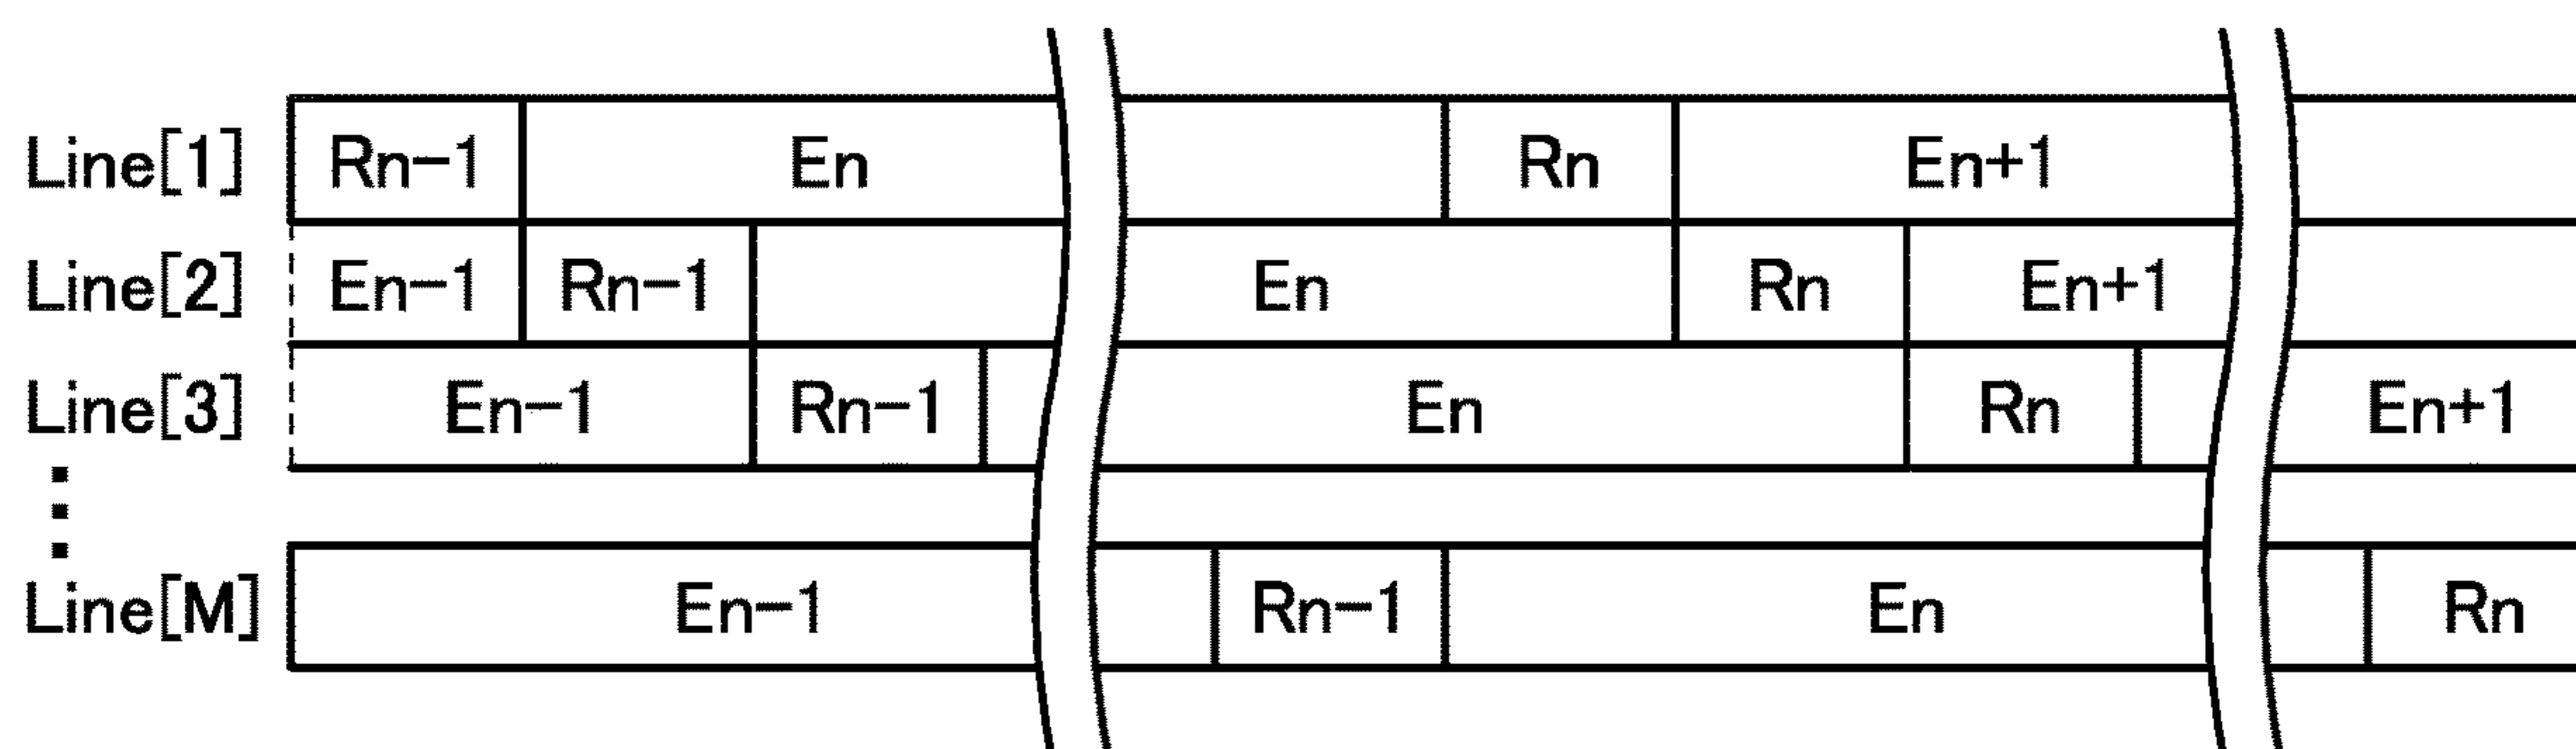 Line[1] Rn−1 En Rn En+1
Line[2] En−1 Rn−1 En Rn En+1
Line[3] En−1 Rn−1 En Rn En+1
Line[M] En−1 Rn−1 En Rn